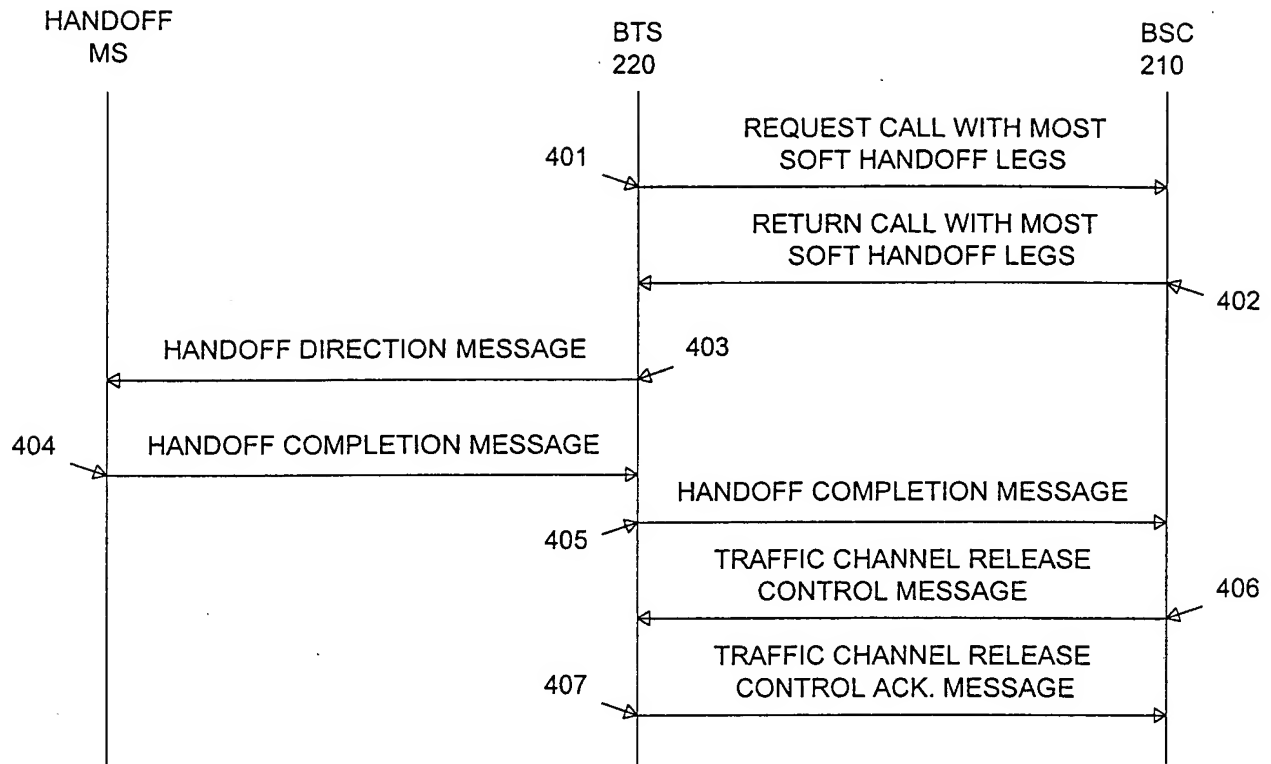 HANDOFF
MS
BTS
220
BSC
210
REQUEST CALL WITH MOST
SOFT HANDOFF LEGS
401
RETURN CALL WITH MOST
SOFT HANDOFF LEGS
402
HANDOFF DIRECTION MESSAGE
403
404
HANDOFF COMPLETION MESSAGE
HANDOFF COMPLETION MESSAGE
405
TRAFFIC CHANNEL RELEASE
CONTROL MESSAGE
406
TRAFFIC CHANNEL RELEASE
CONTROL ACK. MESSAGE
407